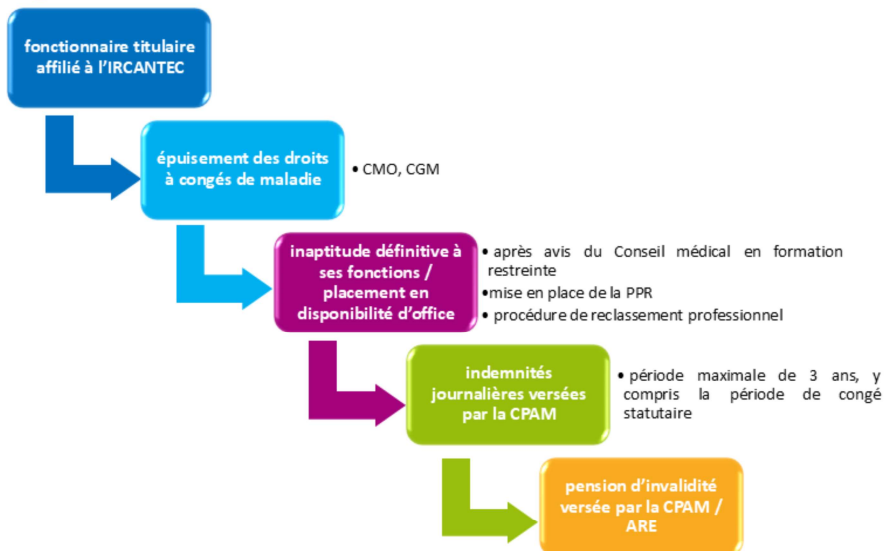 fonctionnaire titulaire
affilié à l'IRCANTEC
épuisement des droits
à congés de maladie
• CMO, CGM
inaptitude définitive à
ses fonctions /
placement en
disponibilité d'office
• après avis du Conseil médical en formation
restreinte
•mise en place de la PPR
• procédure de reclassement professionnel
indemnités
journalières versées
par la CPAM
• période maximale de 3 ans, y
compris la période de congé
statutaire
pension d'invalidité
versée par la CPAM /
ARE